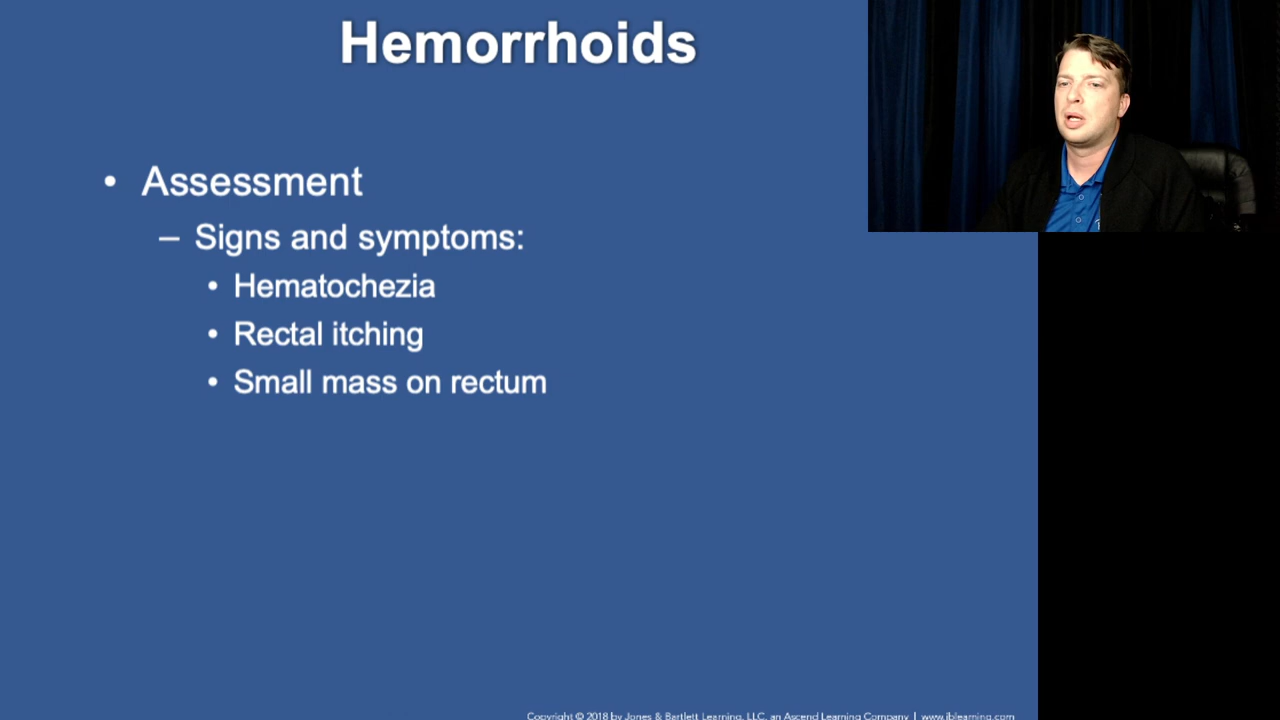 Hemorrhoids
• Assessment
– Signs and symptoms:
• Hematochezia
• Rectal itching
• Small mass on rectum
Copyright © 2018 by Jones & Bartlett Learning, LLC, an Ascend Learning Company | www.jblearning.com